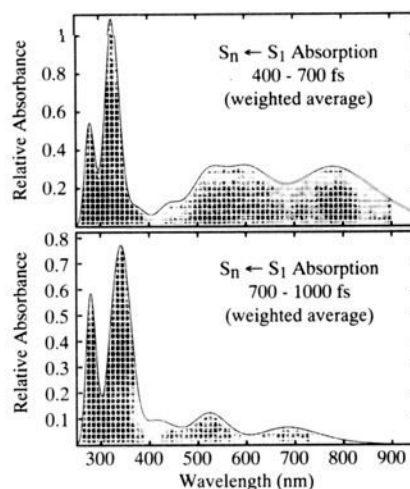 Relative Absorbance
1
0.8
0.6
0.4
0.2
Sn ← S1 Absorption
400 - 700 fs
(weighted average)
Relative Absorbance
0.8
0.7
0.6
0.5
0.4
0.3
0.2
0.1
Sn ← S1 Absorption
700 - 1000 fs
(weighted average)
300 400 500 600 700 800 900
Wavelength (nm)